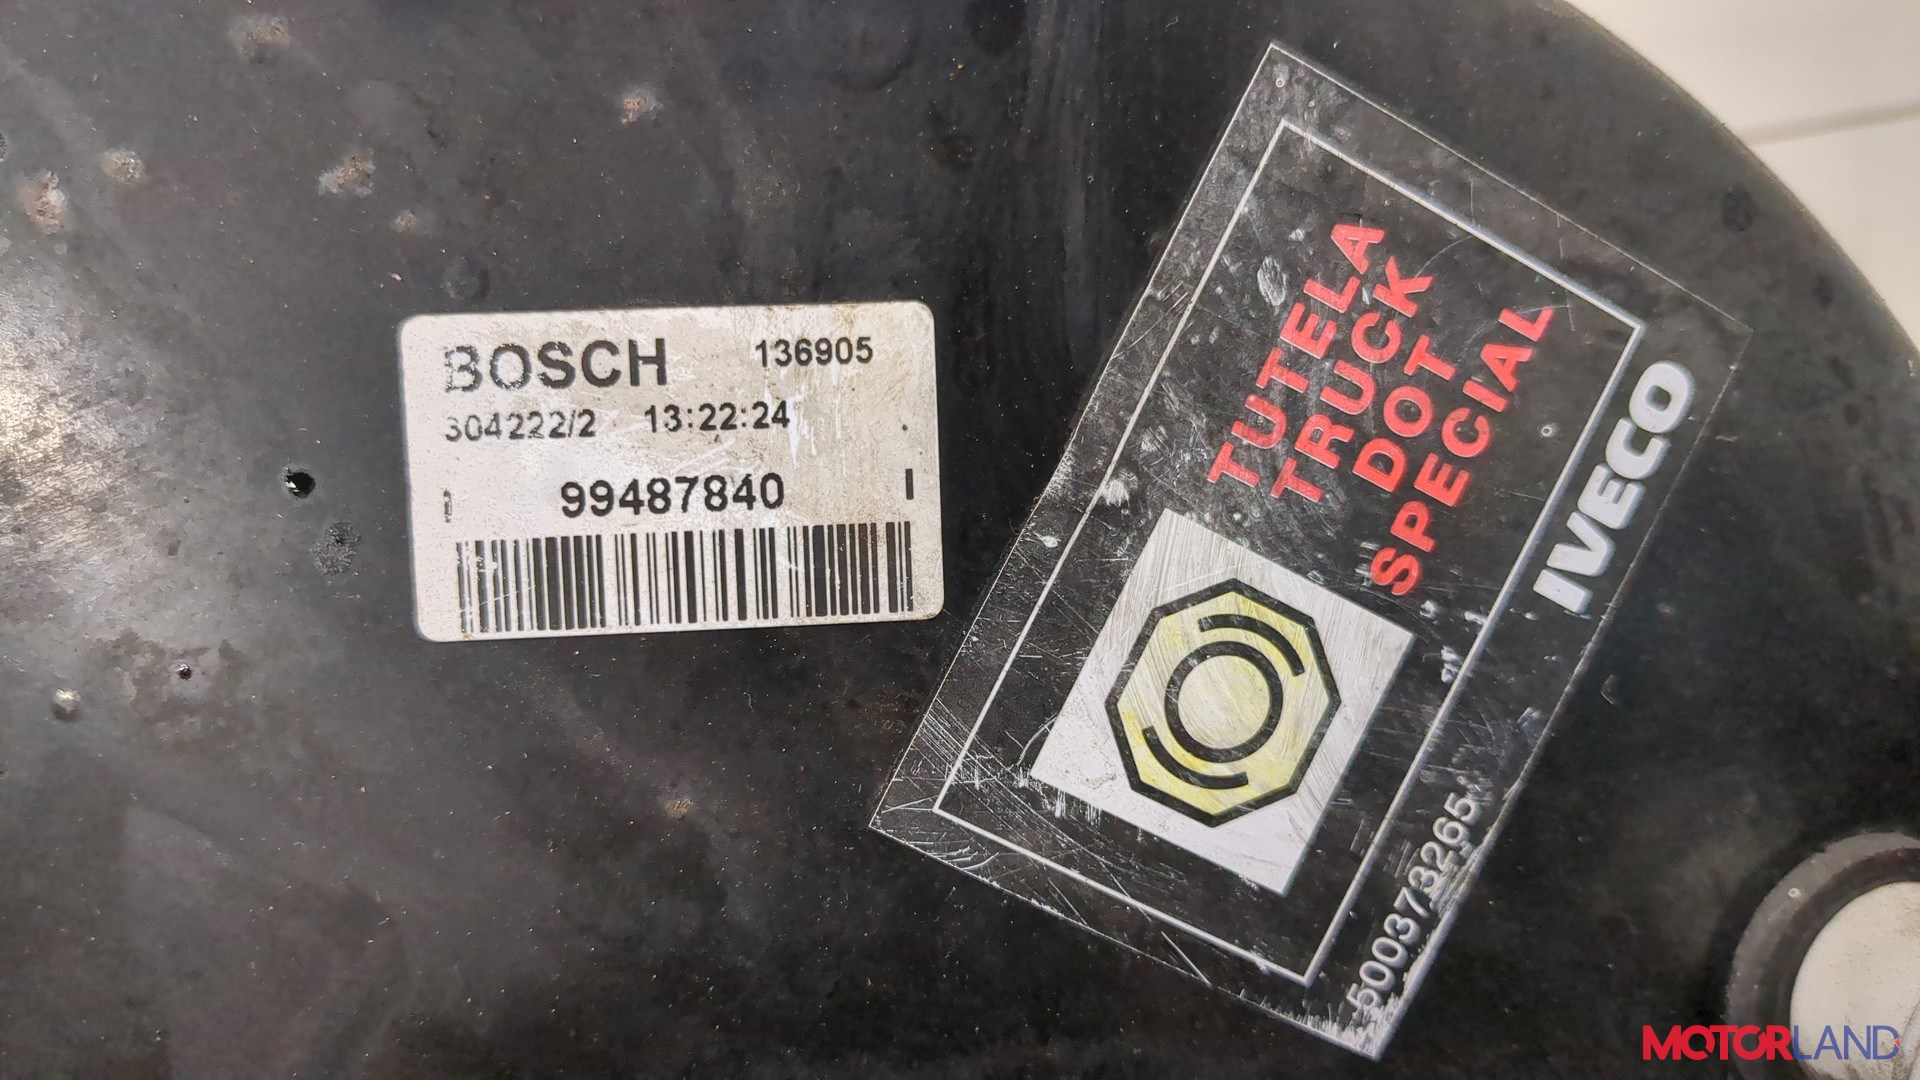 BOSCH 136905
304222/2 13:22:24
99487840
TUTELA
TRUCK
DOT
SPECIAL
IVECO
500373265
MOTORLAND